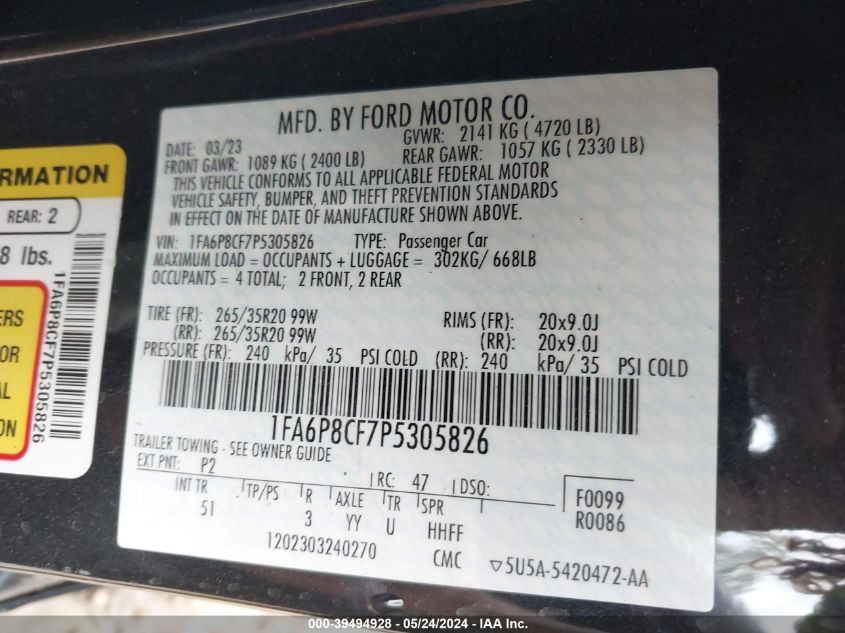 MFD. BY FORD MOTOR CO.
DATE: 03/23 GVWR: 2141 KG ( 4720 LB)
FRONT GAWR: 1089 KG ( 2400 LB) REAR GAWR: 1057 KG ( 2330 LB)
THIS VEHICLE CONFORMS TO ALL APPLICABLE FEDERAL MOTOR
VEHICLE SAFETY, BUMPER, AND THEFT PREVENTION STANDARDS
IN EFFECT ON THE DATE OF MANUFACTURE SHOWN ABOVE.
VIN: 1FA6P8CF7P5305826 TYPE: Passenger Car
MAXIMUM LOAD = OCCUPANTS + LUGGAGE = 302KG/ 668LB
OCCUPANTS = 4 TOTAL; 2 FRONT, 2 REAR
TIRE (FR): 265/35R20 99W RIMS (FR): 20x9.0J
(RR): 265/35R20 99W (RR): 20x9.0J
PRESSURE (FR): 240 kPa/ 35 PSI COLD (RR): 240 kPa/ 35 PSI COLD
1FA6P8CF7P5305826
TRAILER TOWING - SEE OWNER GUIDE
EXT PNT: P2 RC: 47 DSO:
INT TR TP/PS R AXLE TR SPR F0099
51 3 YY U HHFF R0086
1202303240270 CMC ▽5U5A-5420472-AA
RMATION
REAR: 2
8 lbs.
ERS
OR
AL
ON
1FA6P8CF7P5305826
000-39494928 - 05/24/2024 - IAA Inc.